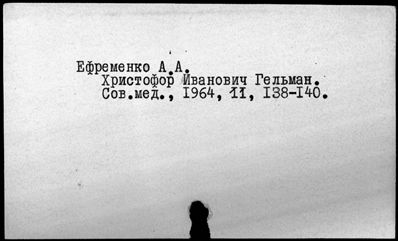 Ефременко А.А.
Христофор Иванович Гельман.
Сов.мед., 1964, 11, 138-140.